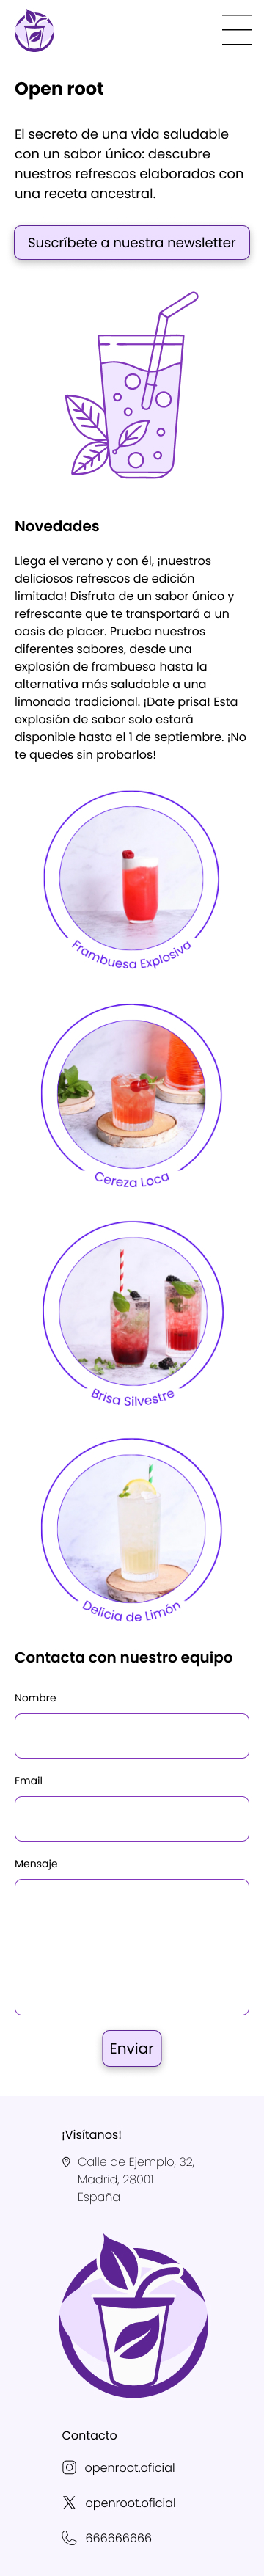 Open root
El secreto de una vida saludable
con un sabor único: descubre
nuestros refrescos elaborados con
una receta ancestral.
Suscríbete a nuestra newsletter
Novedades
Llega el verano y con él, ¡nuestros
deliciosos refrescos de edición
limitada! Disfruta de un sabor único y
refrescante que te transportará a un
oasis de placer. Prueba nuestros
diferentes sabores, desde una
explosión de frambuesa hasta la
alternativa más saludable a una
limonada tradicional. ¡Date prisa! Esta
explosión de sabor solo estará
disponible hasta el 1 de septiembre. ¡No
te quedes sin probarlos!
Frambuesa Explosiva
Cereza Loca
Brisa Silvestre
Delicia de Limón
Contacta con nuestro equipo
Nombre
Email
Mensaje
Enviar
¡Visítanos!
Calle de Ejemplo, 32,
Madrid, 28001
España
Contacto
openroot.oficial
openroot.oficial
666666666